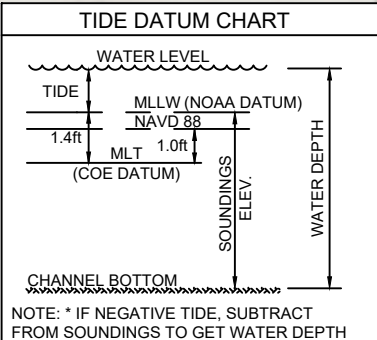 TIDE DATUM CHART
WATER LEVEL
TIDE
MLLW (NOAA DATUM)
NAVD 88
1.4ft
1.0ft
MLT
(COE DATUM)
SOUNDINGS
ELEV.
WATER DEPTH
CHANNEL BOTTOM
NOTE: * IF NEGATIVE TIDE, SUBTRACT
FROM SOUNDINGS TO GET WATER DEPTH